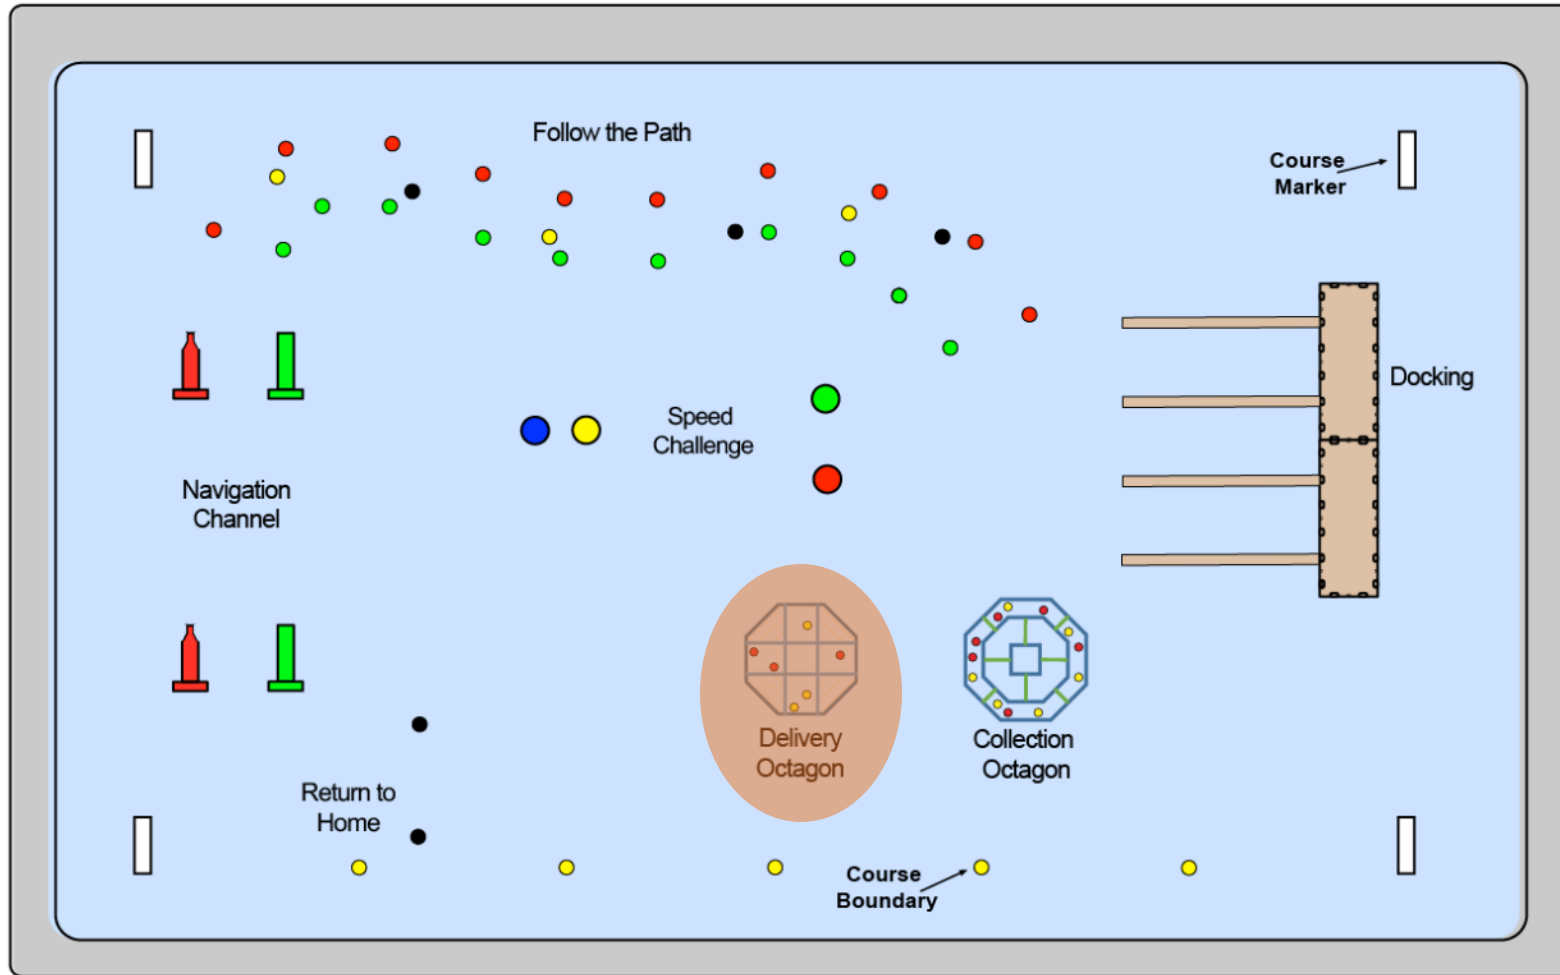 Follow the Path
Course
Marker
Docking
Speed
Challenge
Navigation
Channel
Delivery
Octagon
Collection
Octagon
Return to
Home
Course
Boundary